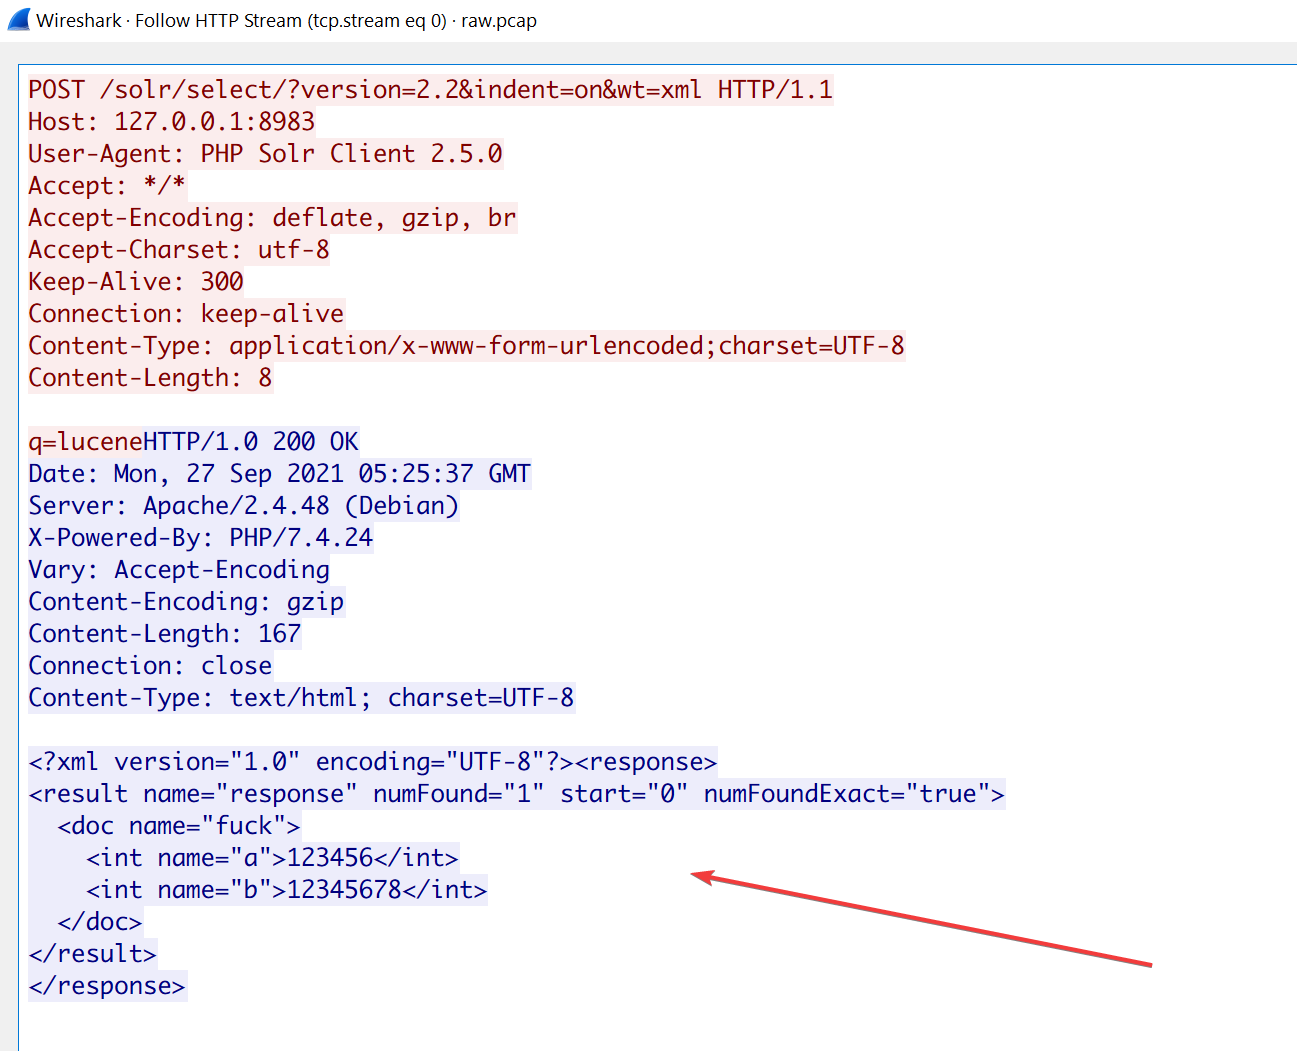 Wireshark · Follow HTTP Stream (tcp.stream eq 0) · raw.pcap
POST /solr/select/?version=2.2&indent=on&wt=xml HTTP/1.1
Host: 127.0.0.1:8983
User-Agent: PHP Solr Client 2.5.0
Accept: */*
Accept-Encoding: deflate, gzip, br
Accept-Charset: utf-8
Keep-Alive: 300
Connection: keep-alive
Content-Type: application/x-www-form-urlencoded;charset=UTF-8
Content-Length: 8
q=luceneHTTP/1.0 200 OK
Date: Mon, 27 Sep 2021 05:25:37 GMT
Server: Apache/2.4.48 (Debian)
X-Powered-By: PHP/7.4.24
Vary: Accept-Encoding
Content-Encoding: gzip
Content-Length: 167
Connection: close
Content-Type: text/html; charset=UTF-8
<?xml version="1.0" encoding="UTF-8"?><response>
<result name="response" numFound="1" start="0" numFoundExact="true">
<doc name="fuck">
<int name="a">123456</int>
<int name="b">12345678</int>
</doc>
</result>
</response>